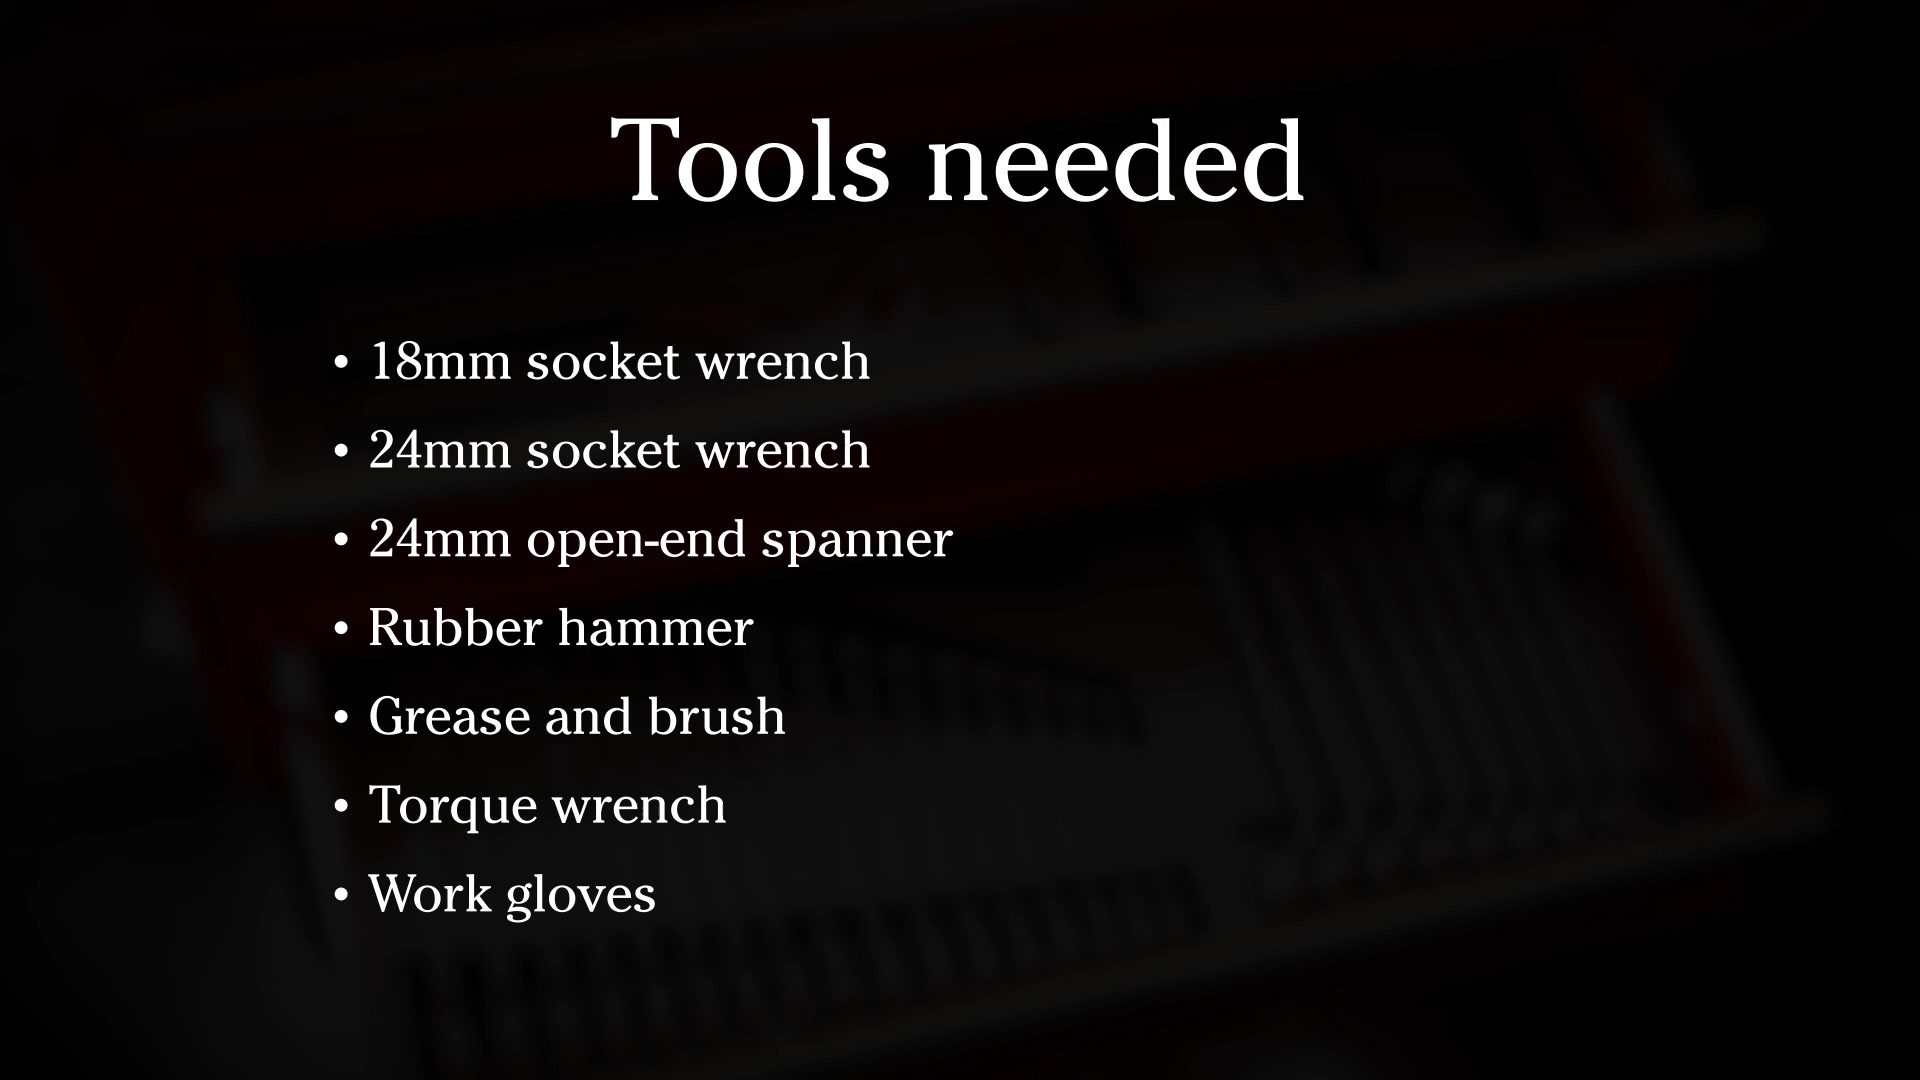 Tools needed
• 18mm socket wrench
• 24mm socket wrench
• 24mm open-end spanner
• Rubber hammer
• Grease and brush
• Torque wrench
• Work gloves